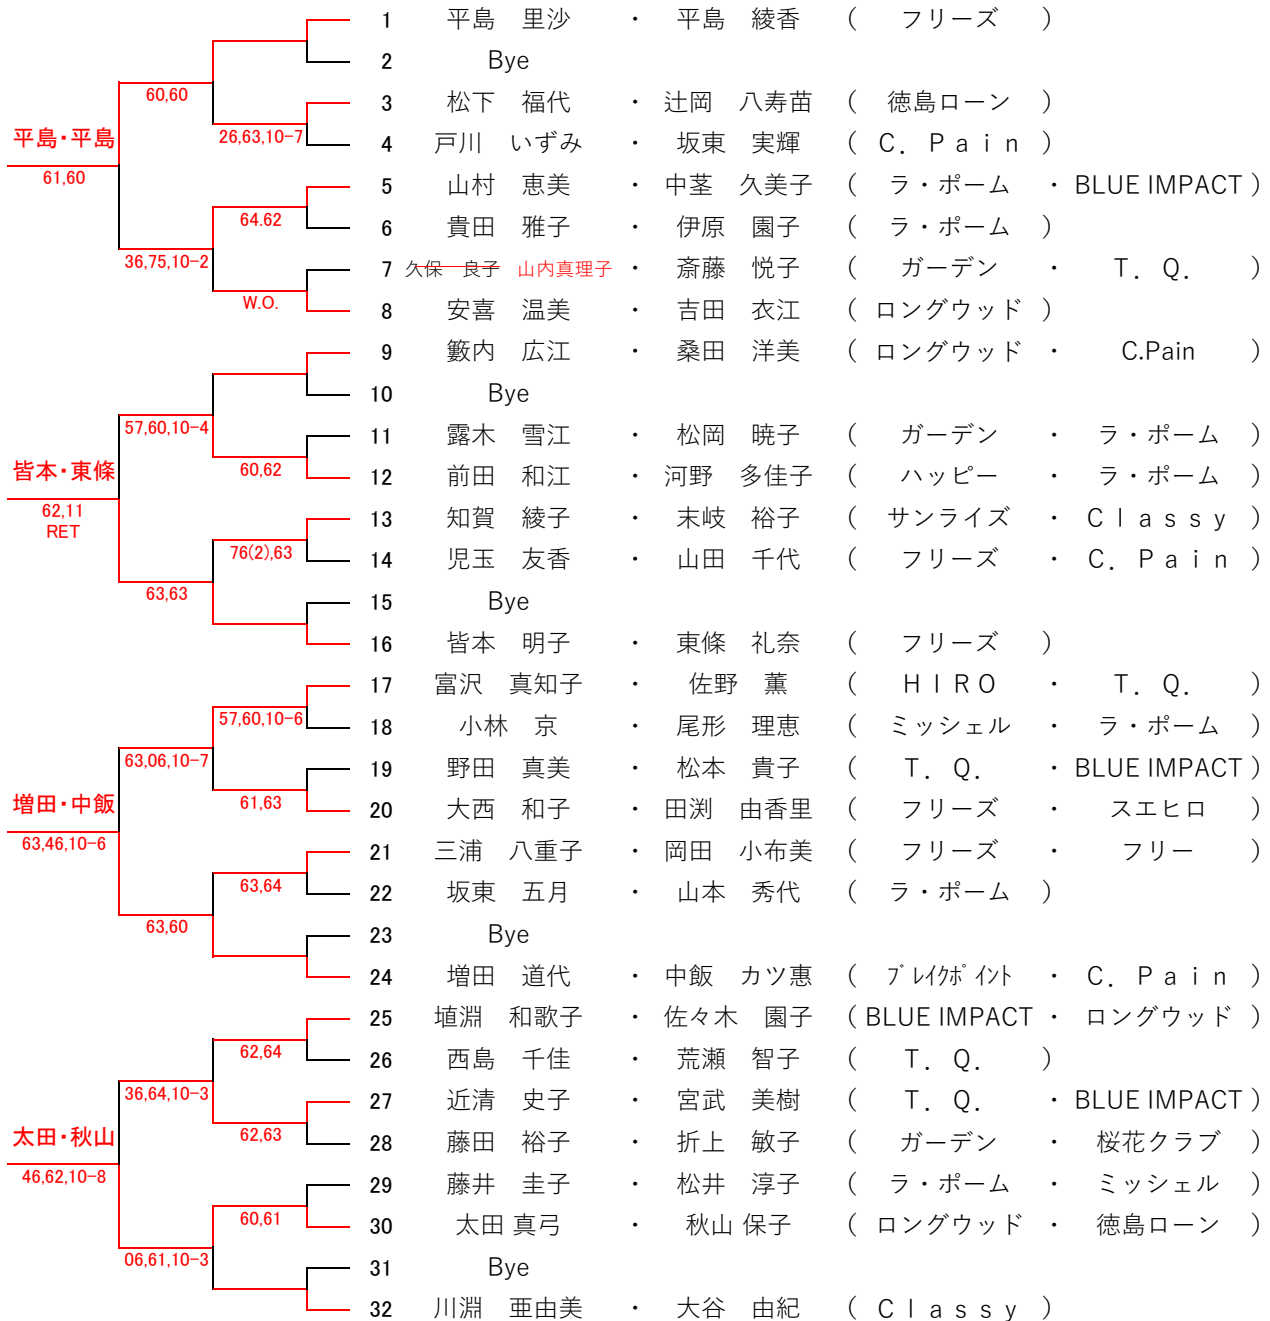 1 平島 里沙 ・ 平島 綾香 ( フリーズ )
2 Bye
60,60
3 松下 福代 ・ 辻岡 八寿苗 ( 徳島ローン )
平島・平島 26,63,10-7
4 戸川 いずみ ・ 坂東 実輝 ( C. Pain )
61,60
5 山村 恵美 ・ 中茎 久美子 ( ラ・ポーム ・ BLUE IMPACT )
64.62
6 貴田 雅子 ・ 伊原 園子 ( ラ・ポーム )
36,75,10-2
7 久保 良子 山内真理子 ・ 斎藤 悦子 ( ガーデン ・ T. Q. )
W.O.
8 安喜 温美 ・ 吉田 衣江 ( ロングウッド )
9 籔内 広江 ・ 桑田 洋美 ( ロングウッド ・ C.Pain )
10 Bye
57,60,10-4
11 露木 雪江 ・ 松岡 暁子 ( ガーデン ・ ラ・ポーム )
皆本・東條 60,62
12 前田 和江 ・ 河野 多佳子 ( ハッピー ・ ラ・ポーム )
62,11
13 知賀 綾子 ・ 末岐 裕子 ( サンライズ ・ Classy )
RET
76(2),63
14 児玉 友香 ・ 山田 千代 ( フリーズ ・ C. Pain )
63,63
15 Bye
16 皆本 明子 ・ 東條 礼奈 ( フリーズ )
17 富沢 真知子 ・ 佐野 薫 ( HIRO ・ T. Q. )
57,60,10-6
18 小林 京 ・ 尾形 理恵 ( ミッシェル ・ ラ・ポーム )
63,06,10-7
19 野田 真美 ・ 松本 貴子 ( T. Q. ・ BLUE IMPACT )
増田・中飯 61,63
20 大西 和子 ・ 田渕 由香里 ( フリーズ ・ スエヒロ )
63,46,10-6
21 三浦 八重子 ・ 岡田 小布美 ( フリーズ ・ フリー )
63,64
22 坂東 五月 ・ 山本 秀代 ( ラ・ポーム )
63,60
23 Bye
24 増田 道代 ・ 中飯 カツ惠 ( ブレイクポイント ・ C. Pain )
25 埴淵 和歌子 ・ 佐々木 園子 ( BLUE IMPACT ・ ロングウッド )
62,64
26 西島 千佳 ・ 荒瀬 智子 ( T. Q. )
36,64,10-3
27 近清 史子 ・ 宮武 美樹 ( T. Q. ・ BLUE IMPACT )
太田・秋山 62,63
28 藤田 裕子 ・ 折上 敏子 ( ガーデン ・ 桜花クラブ )
46,62,10-8
29 藤井 圭子 ・ 松井 淳子 ( ラ・ポーム ・ ミッシェル )
60,61
30 太田 真弓 ・ 秋山 保子 ( ロングウッド ・ 徳島ローン )
06,61,10-3
31 Bye
32 川淵 亜由美 ・ 大谷 由紀 ( Classy )